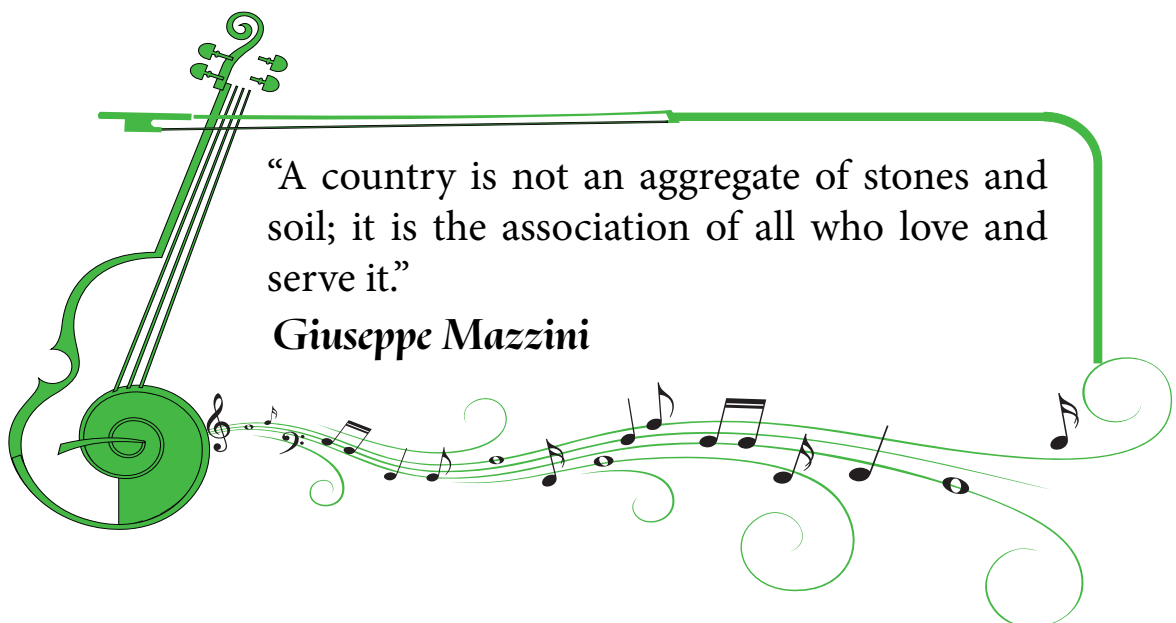 “A country is not an aggregate of stones and
soil; it is the association of all who love and
serve it.”
Giuseppe Mazzini